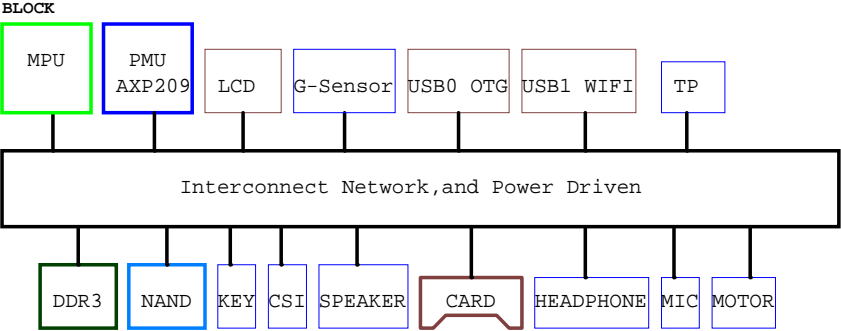 BLOCK
MPU
PMU
AXP209
LCD
G-Sensor
USB0 OTG
USB1 WIFI
TP
Interconnect Network,and Power Driven
DDR3
NAND
KEY
CSI
SPEAKER
CARD
HEADPHONE
MIC
MOTOR